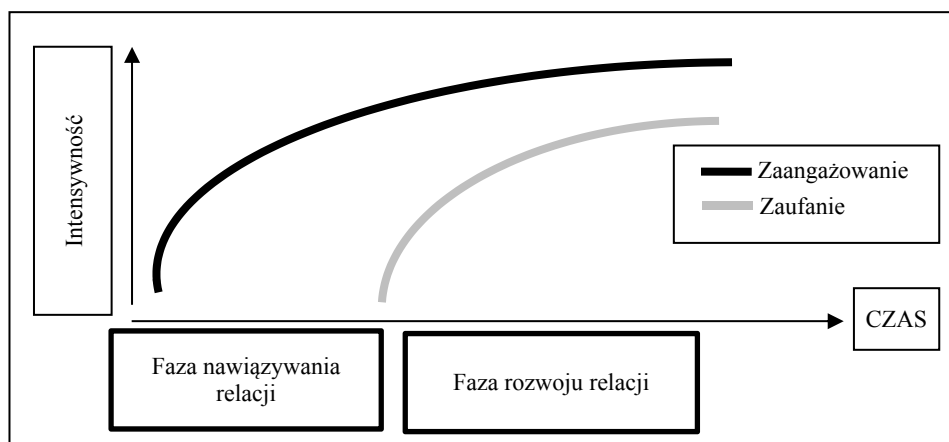 Intensywność
Zaangażowanie
Zaufanie
CZAS
Faza nawiązywania
relacji
Faza rozwoju relacji